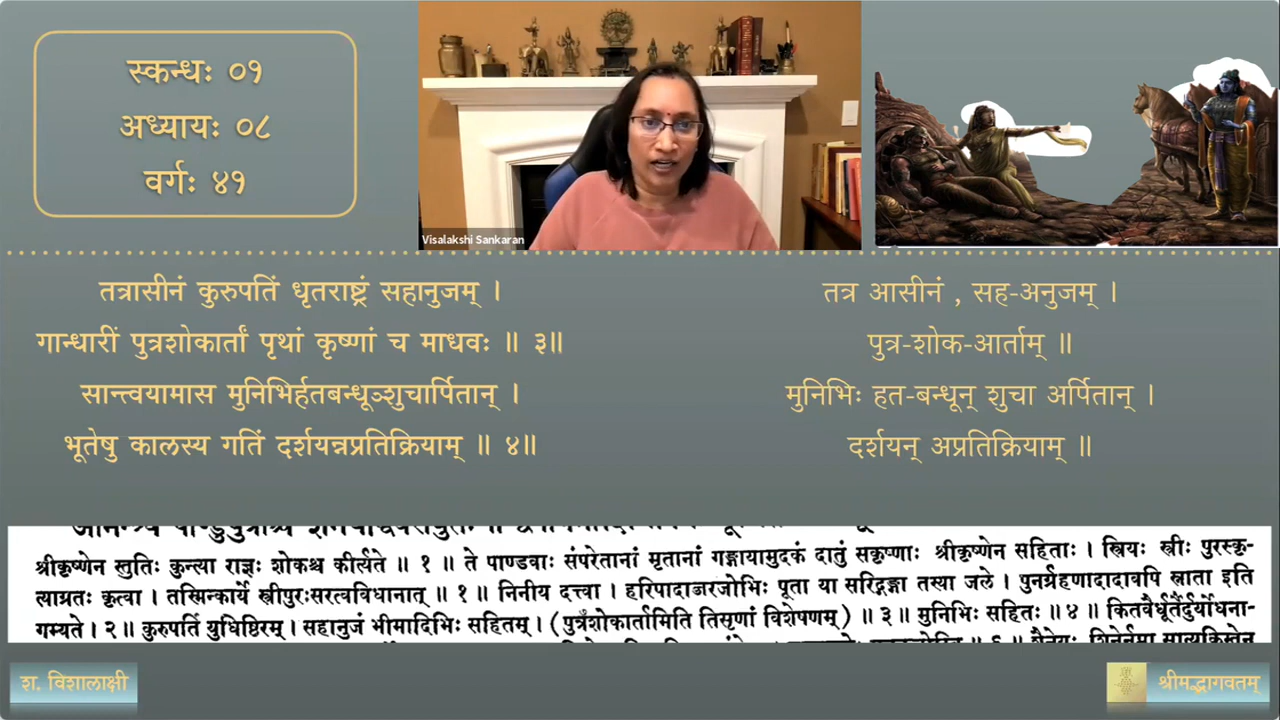 स्कन्धः ०१
अध्यायः ०८
वर्गः ४१
Visalakshi Sankaran
तत्रासीनं कुरुपतिं धृतराष्ट्रं सहानुजम् ।
गान्धारीं पुत्रशोकार्तां पृथां कृष्णां च माधवः ॥ ३॥
सान्त्वयामास मुनिभिर्हतबन्धूञ्शुचार्पितान् ।
भूतेषु कालस्य गतिं दर्शयन्नप्रतिक्रियाम् ॥ ४॥
तत्र आसीनं , सह-अनुजम् ।
पुत्र-शोक-आर्ताम् ॥
मुनिभिः हत-बन्धून् शुचा अर्पितान् ।
दर्शयन् अप्रतिक्रियाम् ॥
श्रीकृष्णेन स्तुतिः कुन्त्या राज्ञः शोकश्च कीर्त्यते ॥ १ ॥ ते पाण्डवाः संपरेतानां मृतानां गङ्गायामुदकं दातुं सकृष्णाः श्रीकृष्णेन सहिताः । स्त्रियः स्त्रीः पुरस्कृ-
त्याग्रतः कृत्वा । तस्मिन्कार्ये स्त्रीपुरःसरत्वविधानात् ॥ १ ॥ निनीय दत्त्वा । हरिपादाब्जरजोभिः पूता या सरिद्गङ्गा तस्या जले । पुनर्ग्रहणादादावपि स्नाता इति
गम्यते । २ ॥ कुरुपतिं युधिष्ठिरम् । सहानुजं भीमादिभिः सहितम् । (पुत्रशोकार्तामिति तिसृणां विशेषणम्) ॥ ३ ॥ मुनिभिः सहितः ॥ ४ ॥ कितवैर्धूर्तैर्दुर्योधना-
श. विशालाक्षी
श्रीमद्भागवतम्